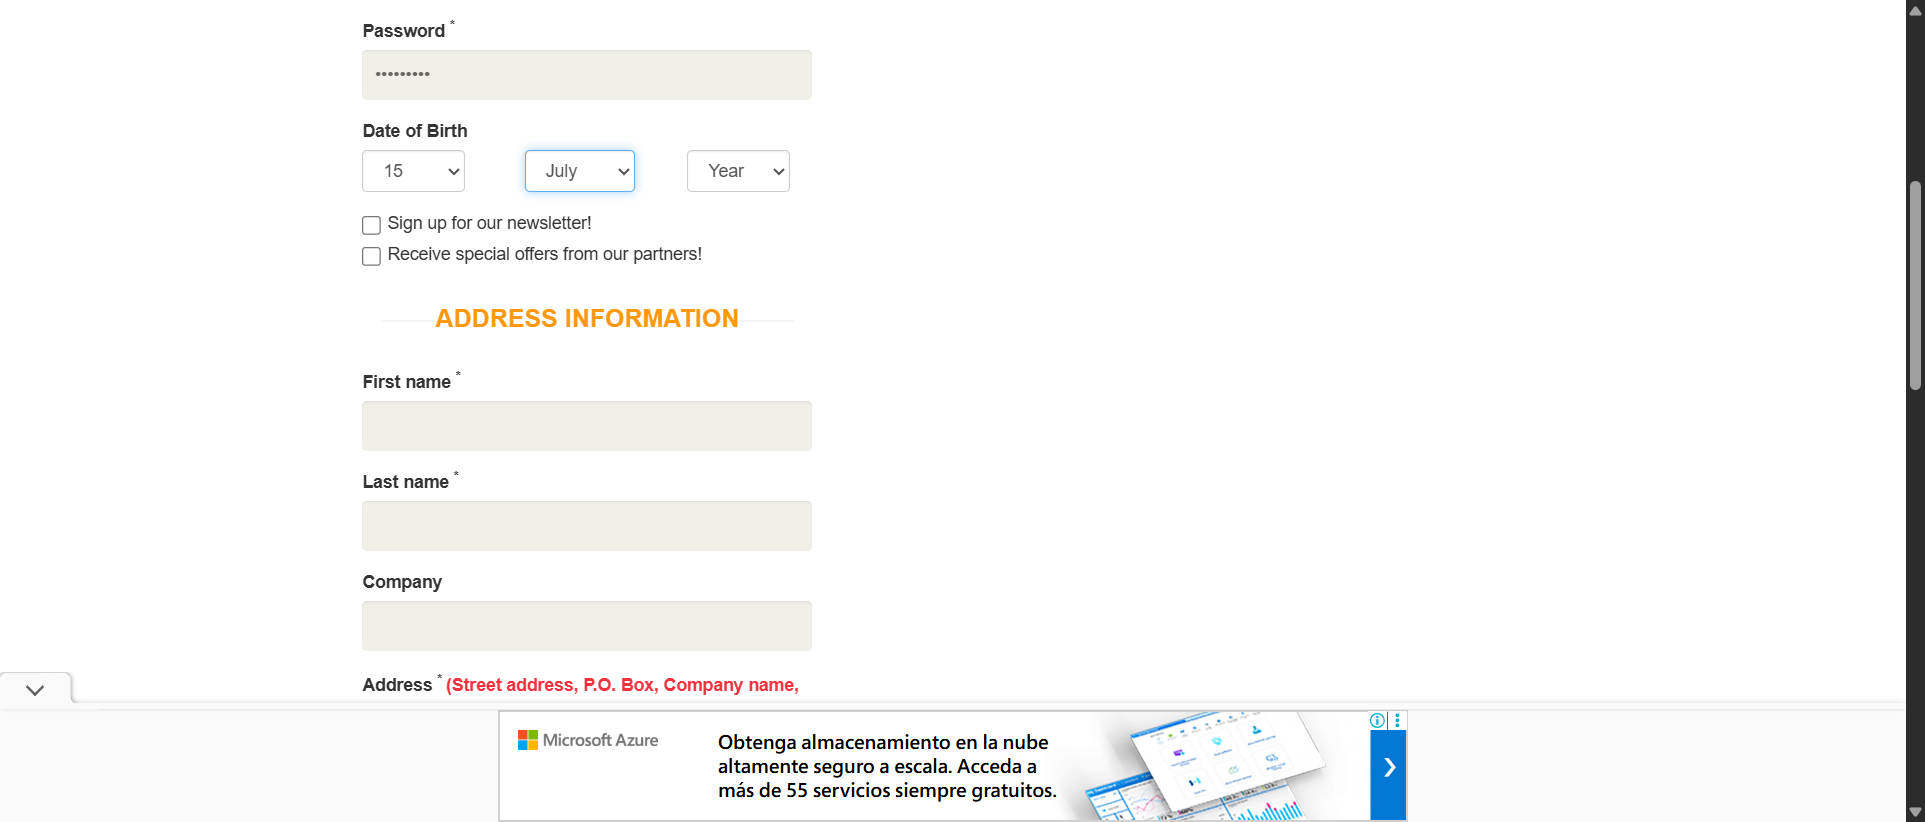 Password *
•••••••••
Date of Birth
15 July Year
Sign up for our newsletter!
Receive special offers from our partners!
ADDRESS INFORMATION
First name *
Last name *
Company
Address * (Street address, P.O. Box, Company name,
Microsoft Azure
Obtenga almacenamiento en la nube
altamente seguro a escala. Acceda a
más de 55 servicios siempre gratuitos.